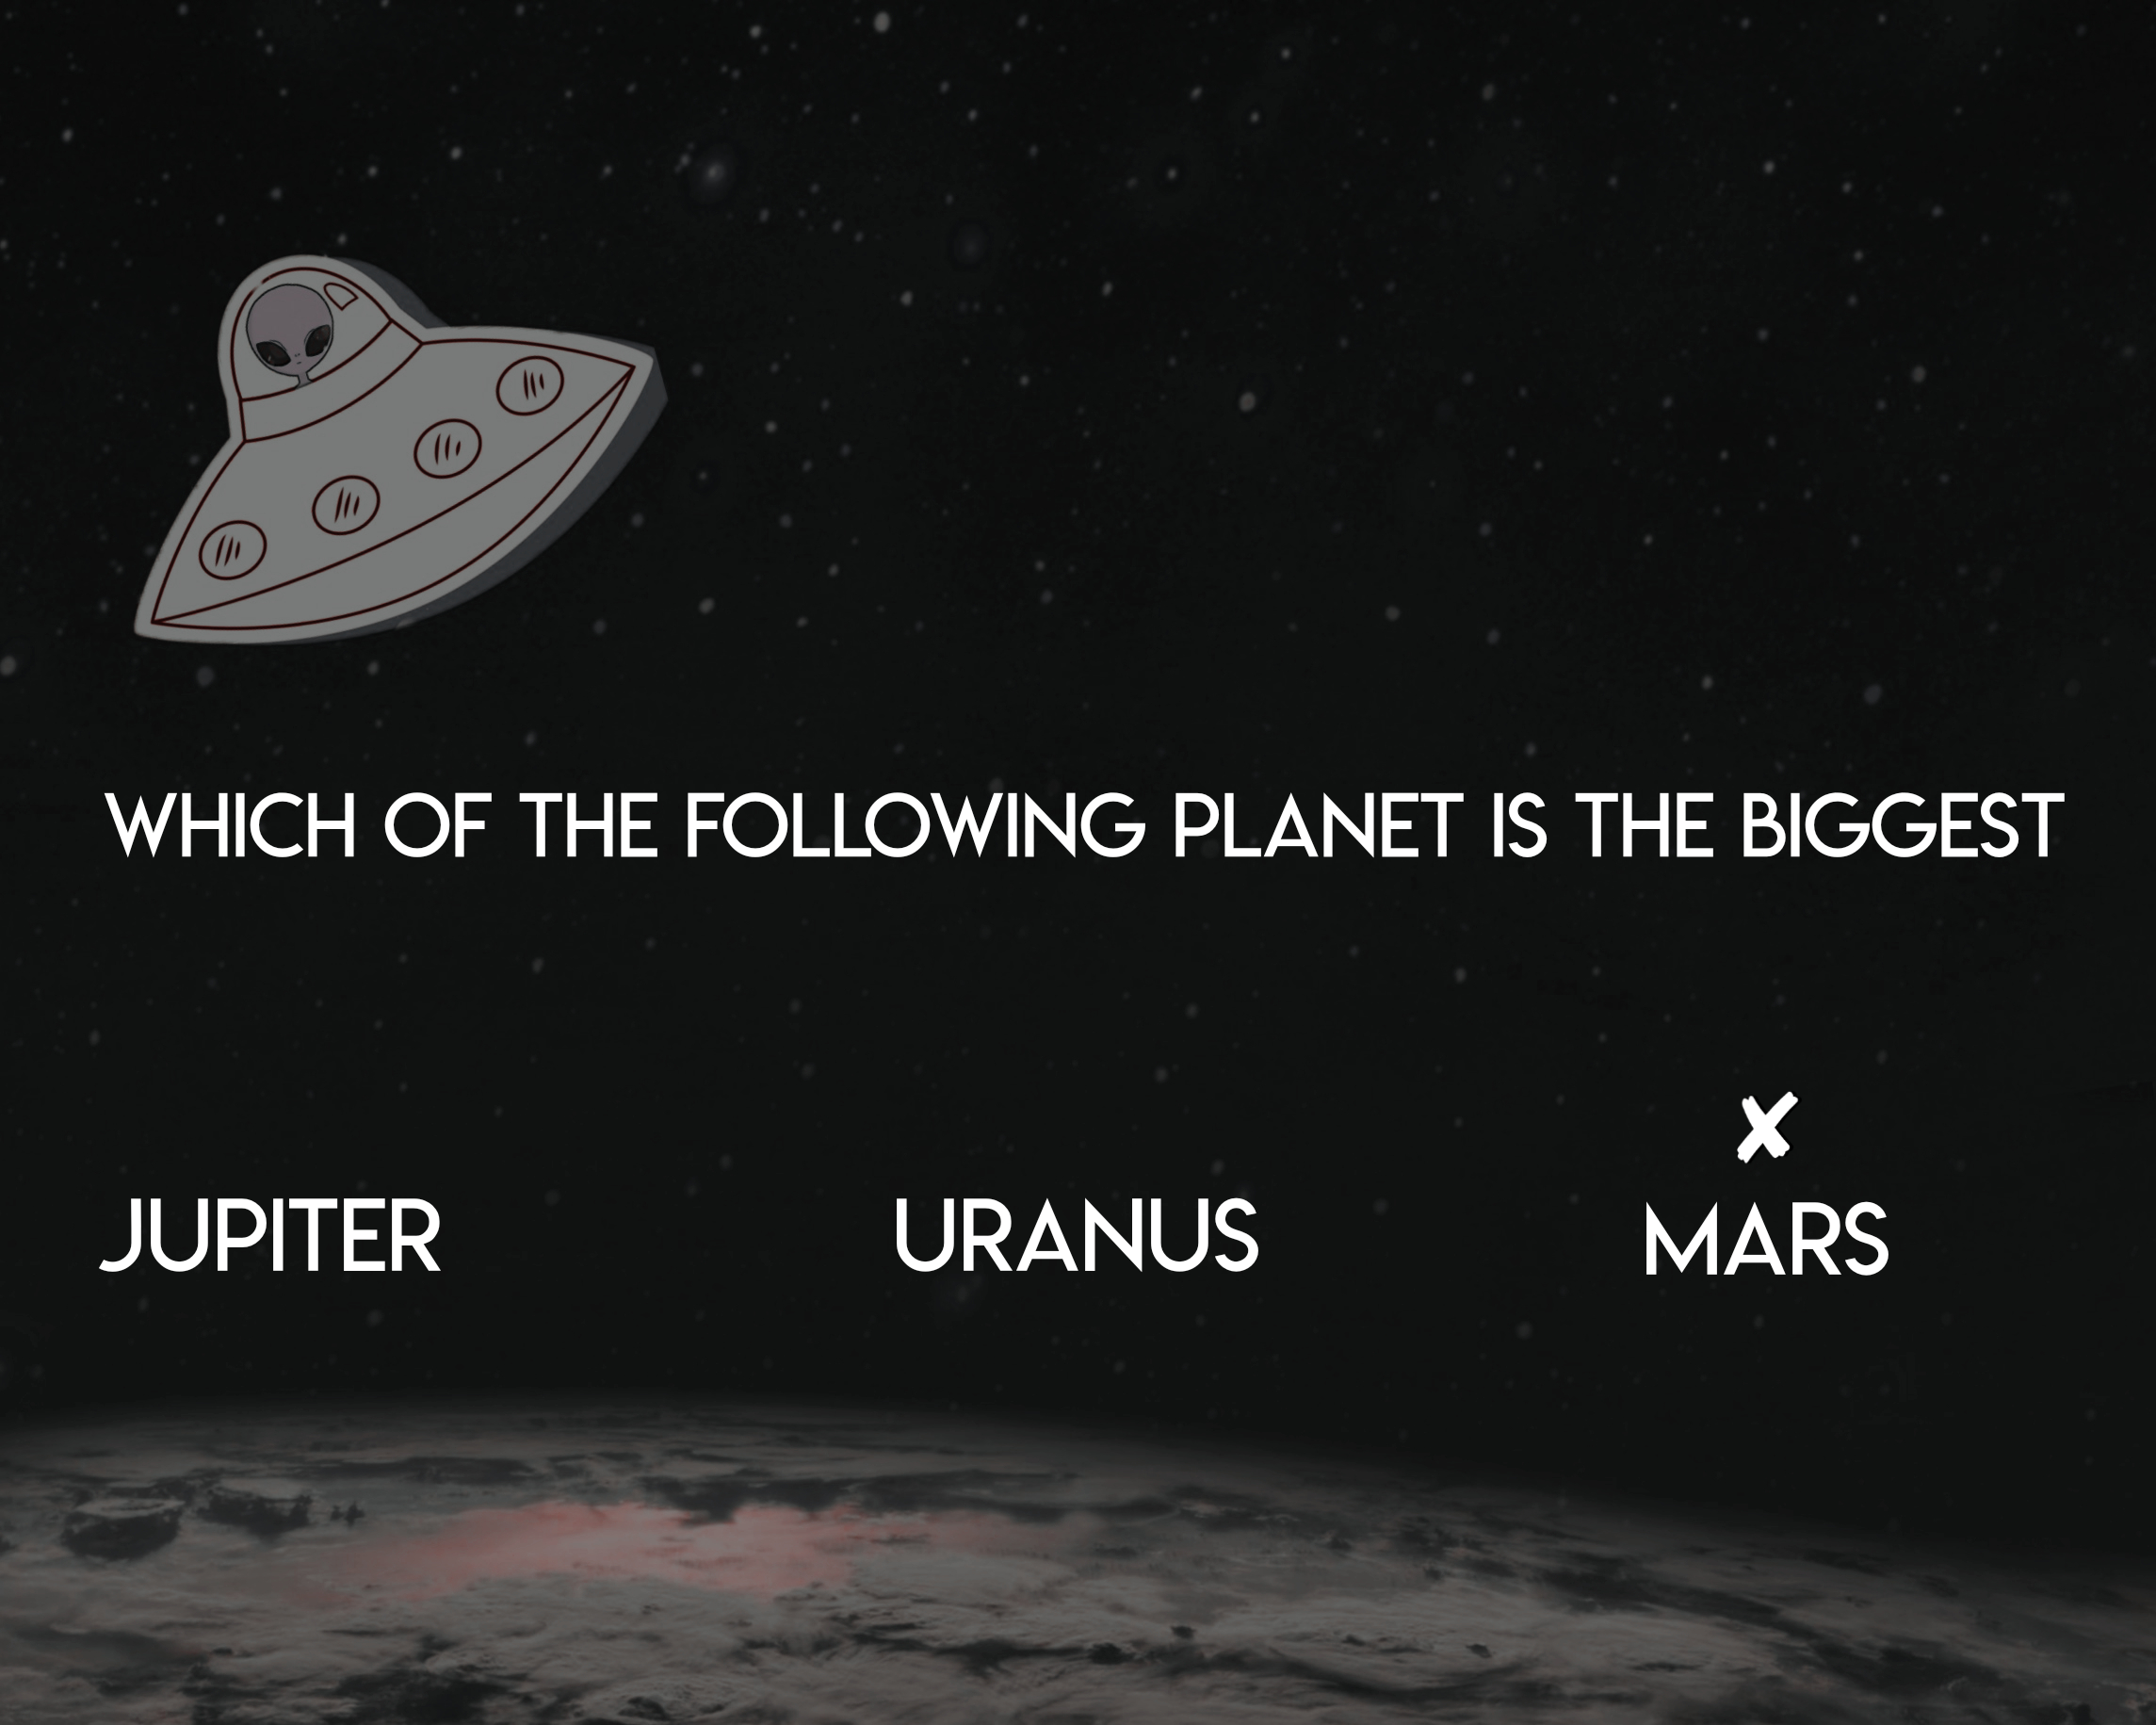 WHICH OF THE FOLLOWING PLANET IS THE BIGGEST
JUPITER URANUS MARS